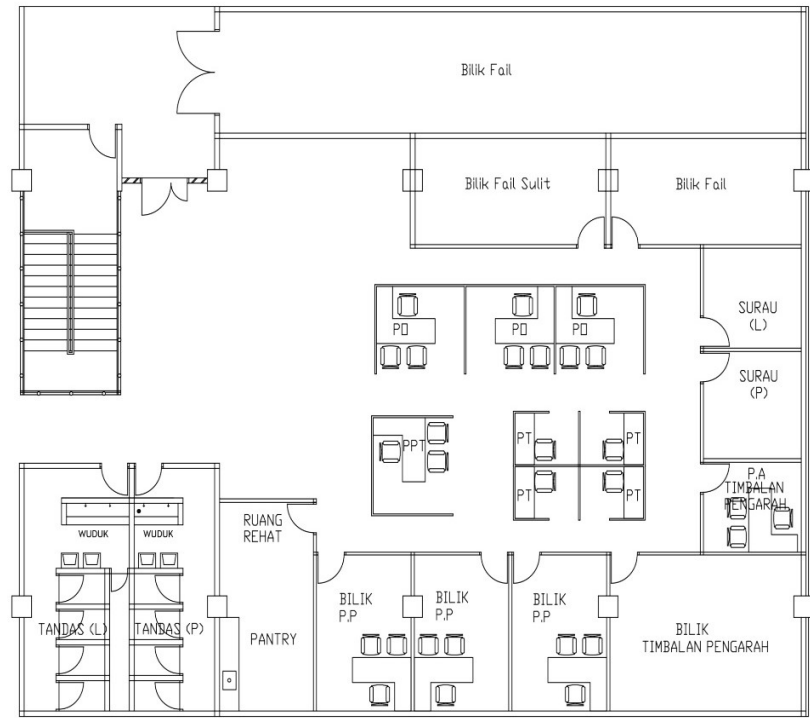 Bilik Fail
Bilik Fail Sulit
Bilik Fail
SURAU
(L)
PO
PO
PO
SURAU
(P)
PPT
PT
PT
PT
PT
P.A
TIMBALAN
PENGARAH
WUDUK
WUDUK
RUANG
REHAT
TANDAS (L)
TANDAS (P)
PANTRY
BILIK
P.P
BILIK
P.P
BILIK
P.P
BILIK
TIMBALAN PENGARAH